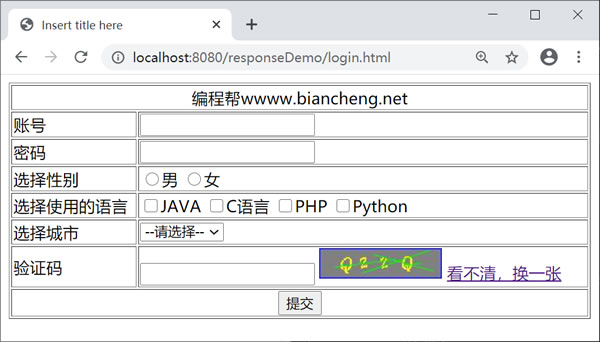 Insert title here
localhost:8080/responseDemo/login.html
编程帮wwww.biancheng.net
账号
密码
选择性别 男 女
选择使用的语言 JAVA C语言 PHP Python
选择城市 --请选择--
验证码 Q22Q 看不清，换一张
提交